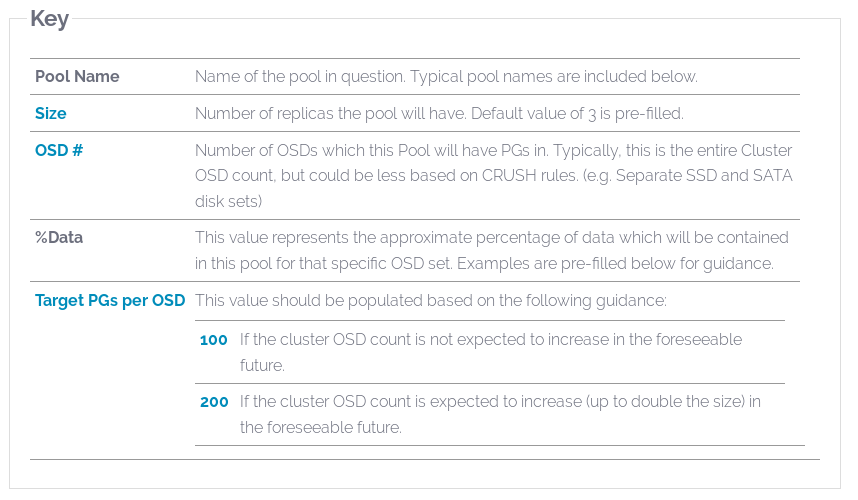 Key
Pool Name Name of the pool in question. Typical pool names are included below.
Size Number of replicas the pool will have. Default value of 3 is pre-filled.
OSD # Number of OSDs which this Pool will have PGs in. Typically, this is the entire Cluster
OSD count, but could be less based on CRUSH rules. (e.g. Separate SSD and SATA
disk sets)
%Data This value represents the approximate percentage of data which will be contained
in this pool for that specific OSD set. Examples are pre-filled below for guidance.
Target PGs per OSD This value should be populated based on the following guidance:
100 If the cluster OSD count is not expected to increase in the foreseeable
future.
200 If the cluster OSD count is expected to increase (up to double the size) in
the foreseeable future.